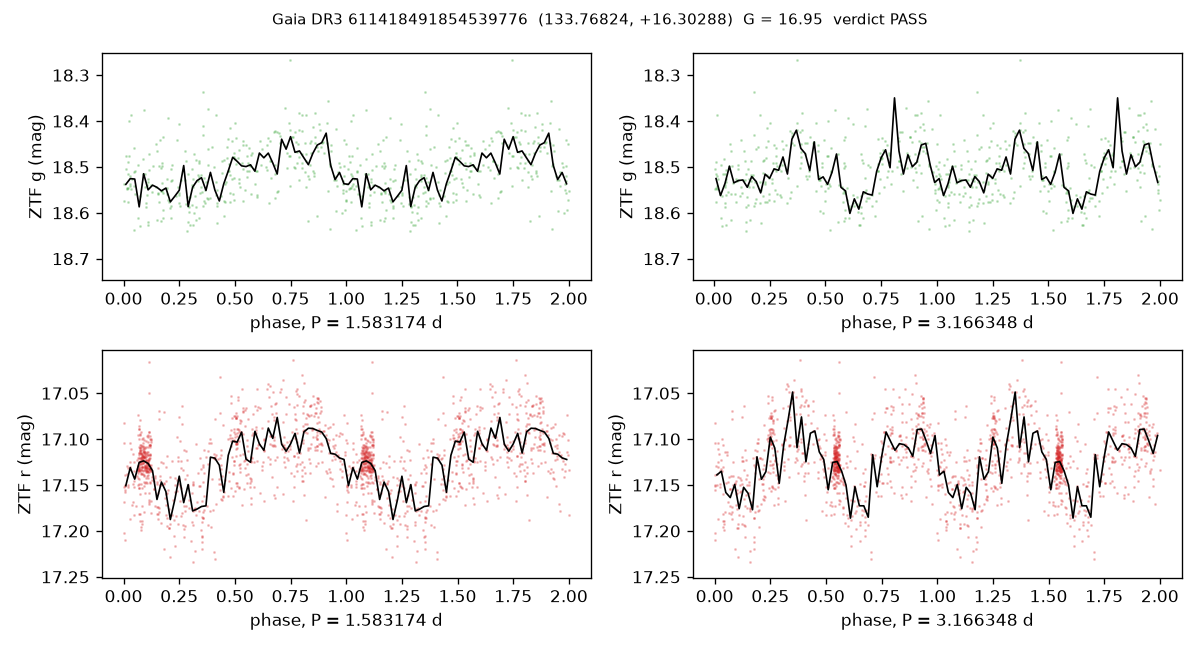 Gaia DR3 611418491854539776 (133.76824, +16.30288) G = 16.95 verdict PASS
ZTF g (mag)
18.3
18.4
18.5
18.6
18.7
0.00 0.25 0.50 0.75 1.00 1.25 1.50 1.75 2.00
phase, P = 1.583174 d
ZTF g (mag)
18.3
18.4
18.5
18.6
18.7
0.00 0.25 0.50 0.75 1.00 1.25 1.50 1.75 2.00
phase, P = 3.166348 d
ZTF r (mag)
17.05
17.10
17.15
17.20
17.25
0.00 0.25 0.50 0.75 1.00 1.25 1.50 1.75 2.00
phase, P = 1.583174 d
ZTF r (mag)
17.05
17.10
17.15
17.20
17.25
0.00 0.25 0.50 0.75 1.00 1.25 1.50 1.75 2.00
phase, P = 3.166348 d